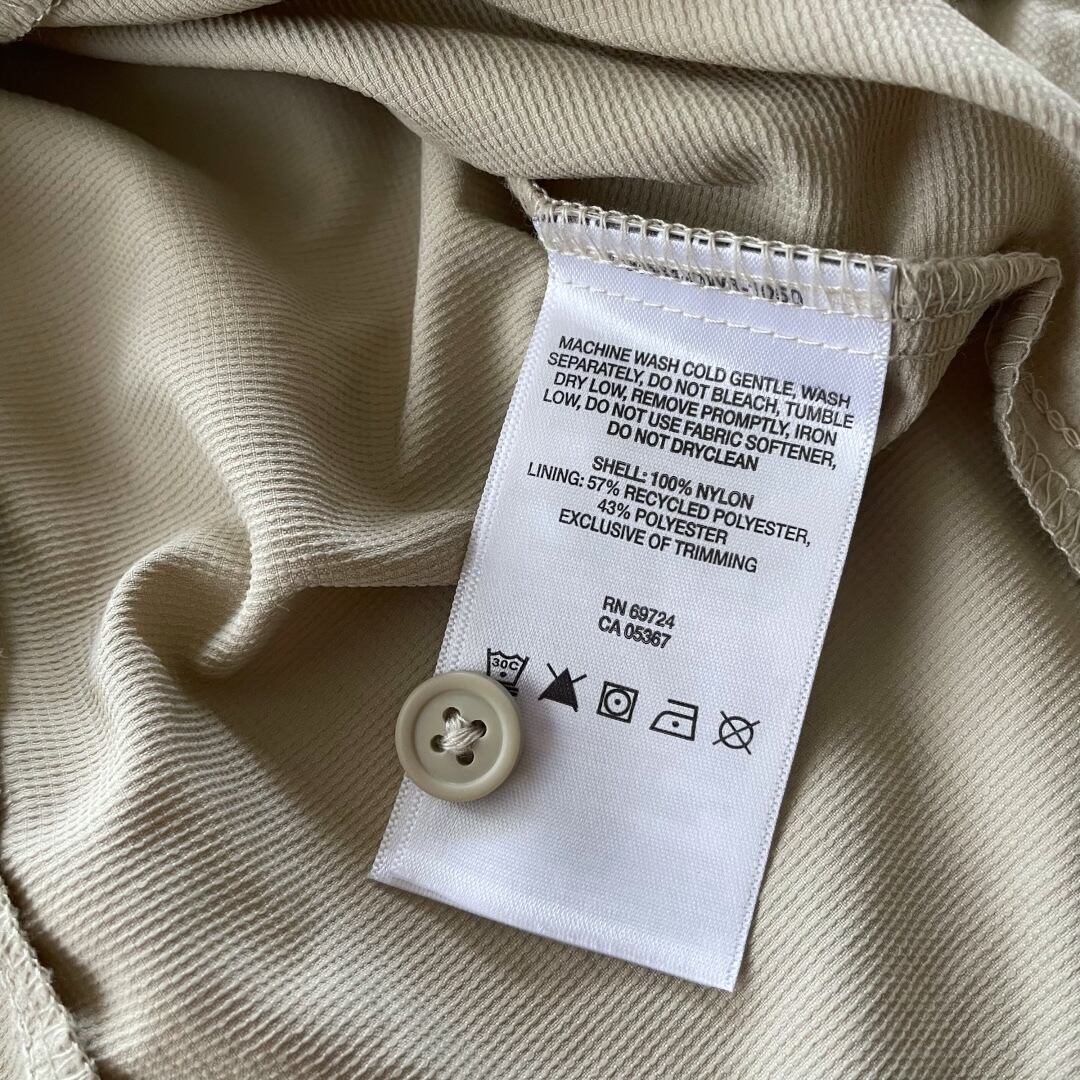 MACHINE WASH COLD GENTLE, WASH
SEPARATELY, DO NOT BLEACH, TUMBLE
DRY LOW, REMOVE PROMPTLY, IRON
LOW, DO NOT USE FABRIC SOFTENER,
DO NOT DRYCLEAN
SHELL: 100% NYLON
LINING: 57% RECYCLED POLYESTER,
43% POLYESTER
EXCLUSIVE OF TRIMMING
RN 69724
CA 05367
30C